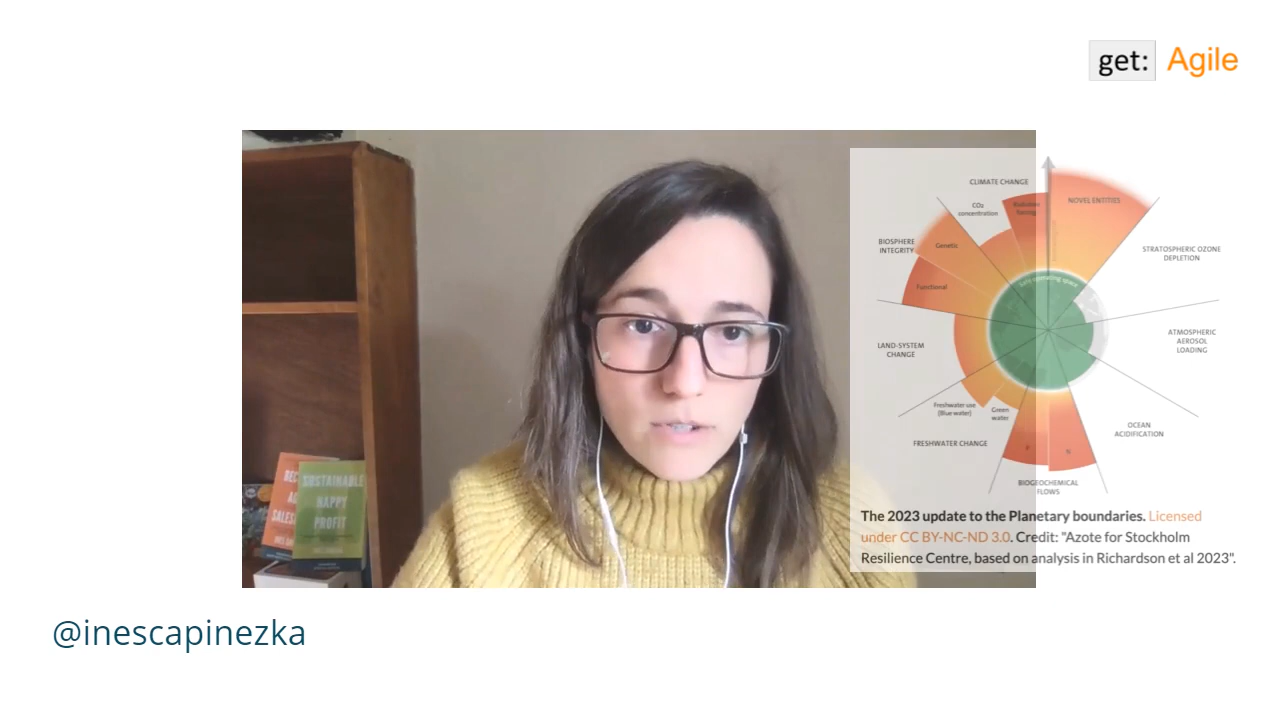 get: Agile
CLIMATE CHANGE
CO₂
concentration
Radiative
forcing
NOVEL ENTITIES
BIOSPHERE
INTEGRITY
Genetic
Functional
STRATOSPHERIC OZONE
DEPLETION
Safe operating space
LAND-SYSTEM
CHANGE
ATMOSPHERIC
AEROSOL
LOADING
Freshwater use
(Blue water)
Green
water
FRESHWATER CHANGE
P
N
OCEAN
ACIDIFICATION
BIOGEOCHEMICAL
FLOWS
SUSTAINABLE
HAPPY
PROFIT
The 2023 update to the Planetary boundaries. Licensed
under CC BY-NC-ND 3.0. Credit: "Azote for Stockholm
Resilience Centre, based on analysis in Richardson et al 2023".
@inescapinezka